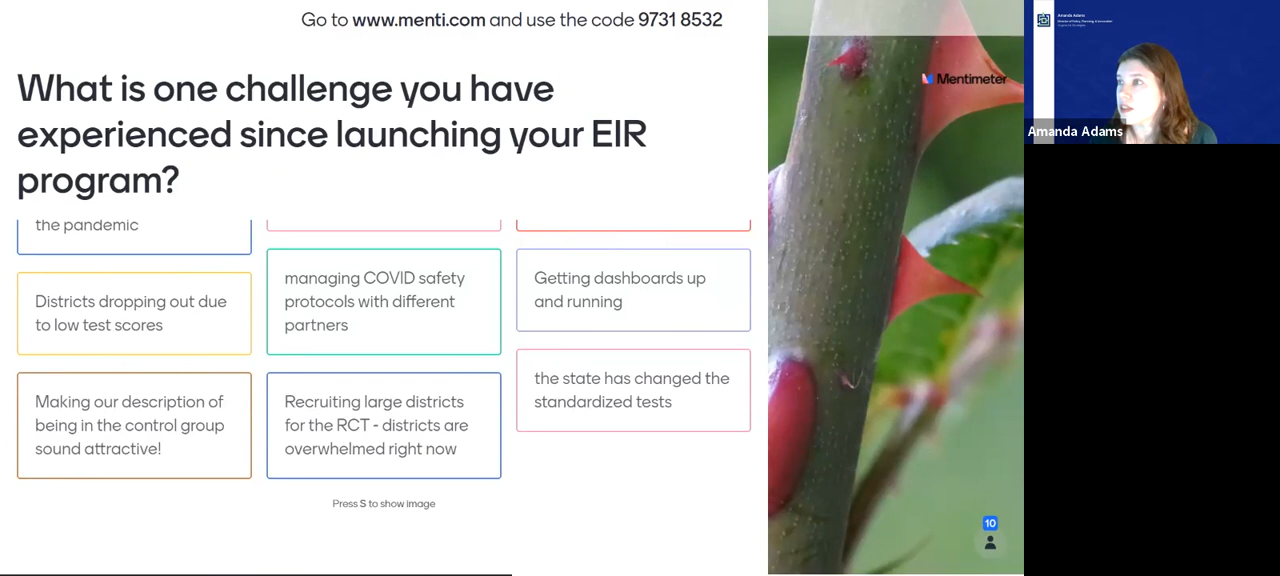 Go to www.menti.com and use the code 9731 8532
What is one challenge you have
experienced since launching your EIR
program?
the pandemic
Districts dropping out due
to low test scores
Making our description of
being in the control group
sound attractive!
managing COVID safety
protocols with different
partners
Recruiting large districts
for the RCT - districts are
overwhelmed right now
Getting dashboards up
and running
the state has changed the
standardized tests
Press S to show image
Mentimeter
10
Amanda Adams
Amanda Adams